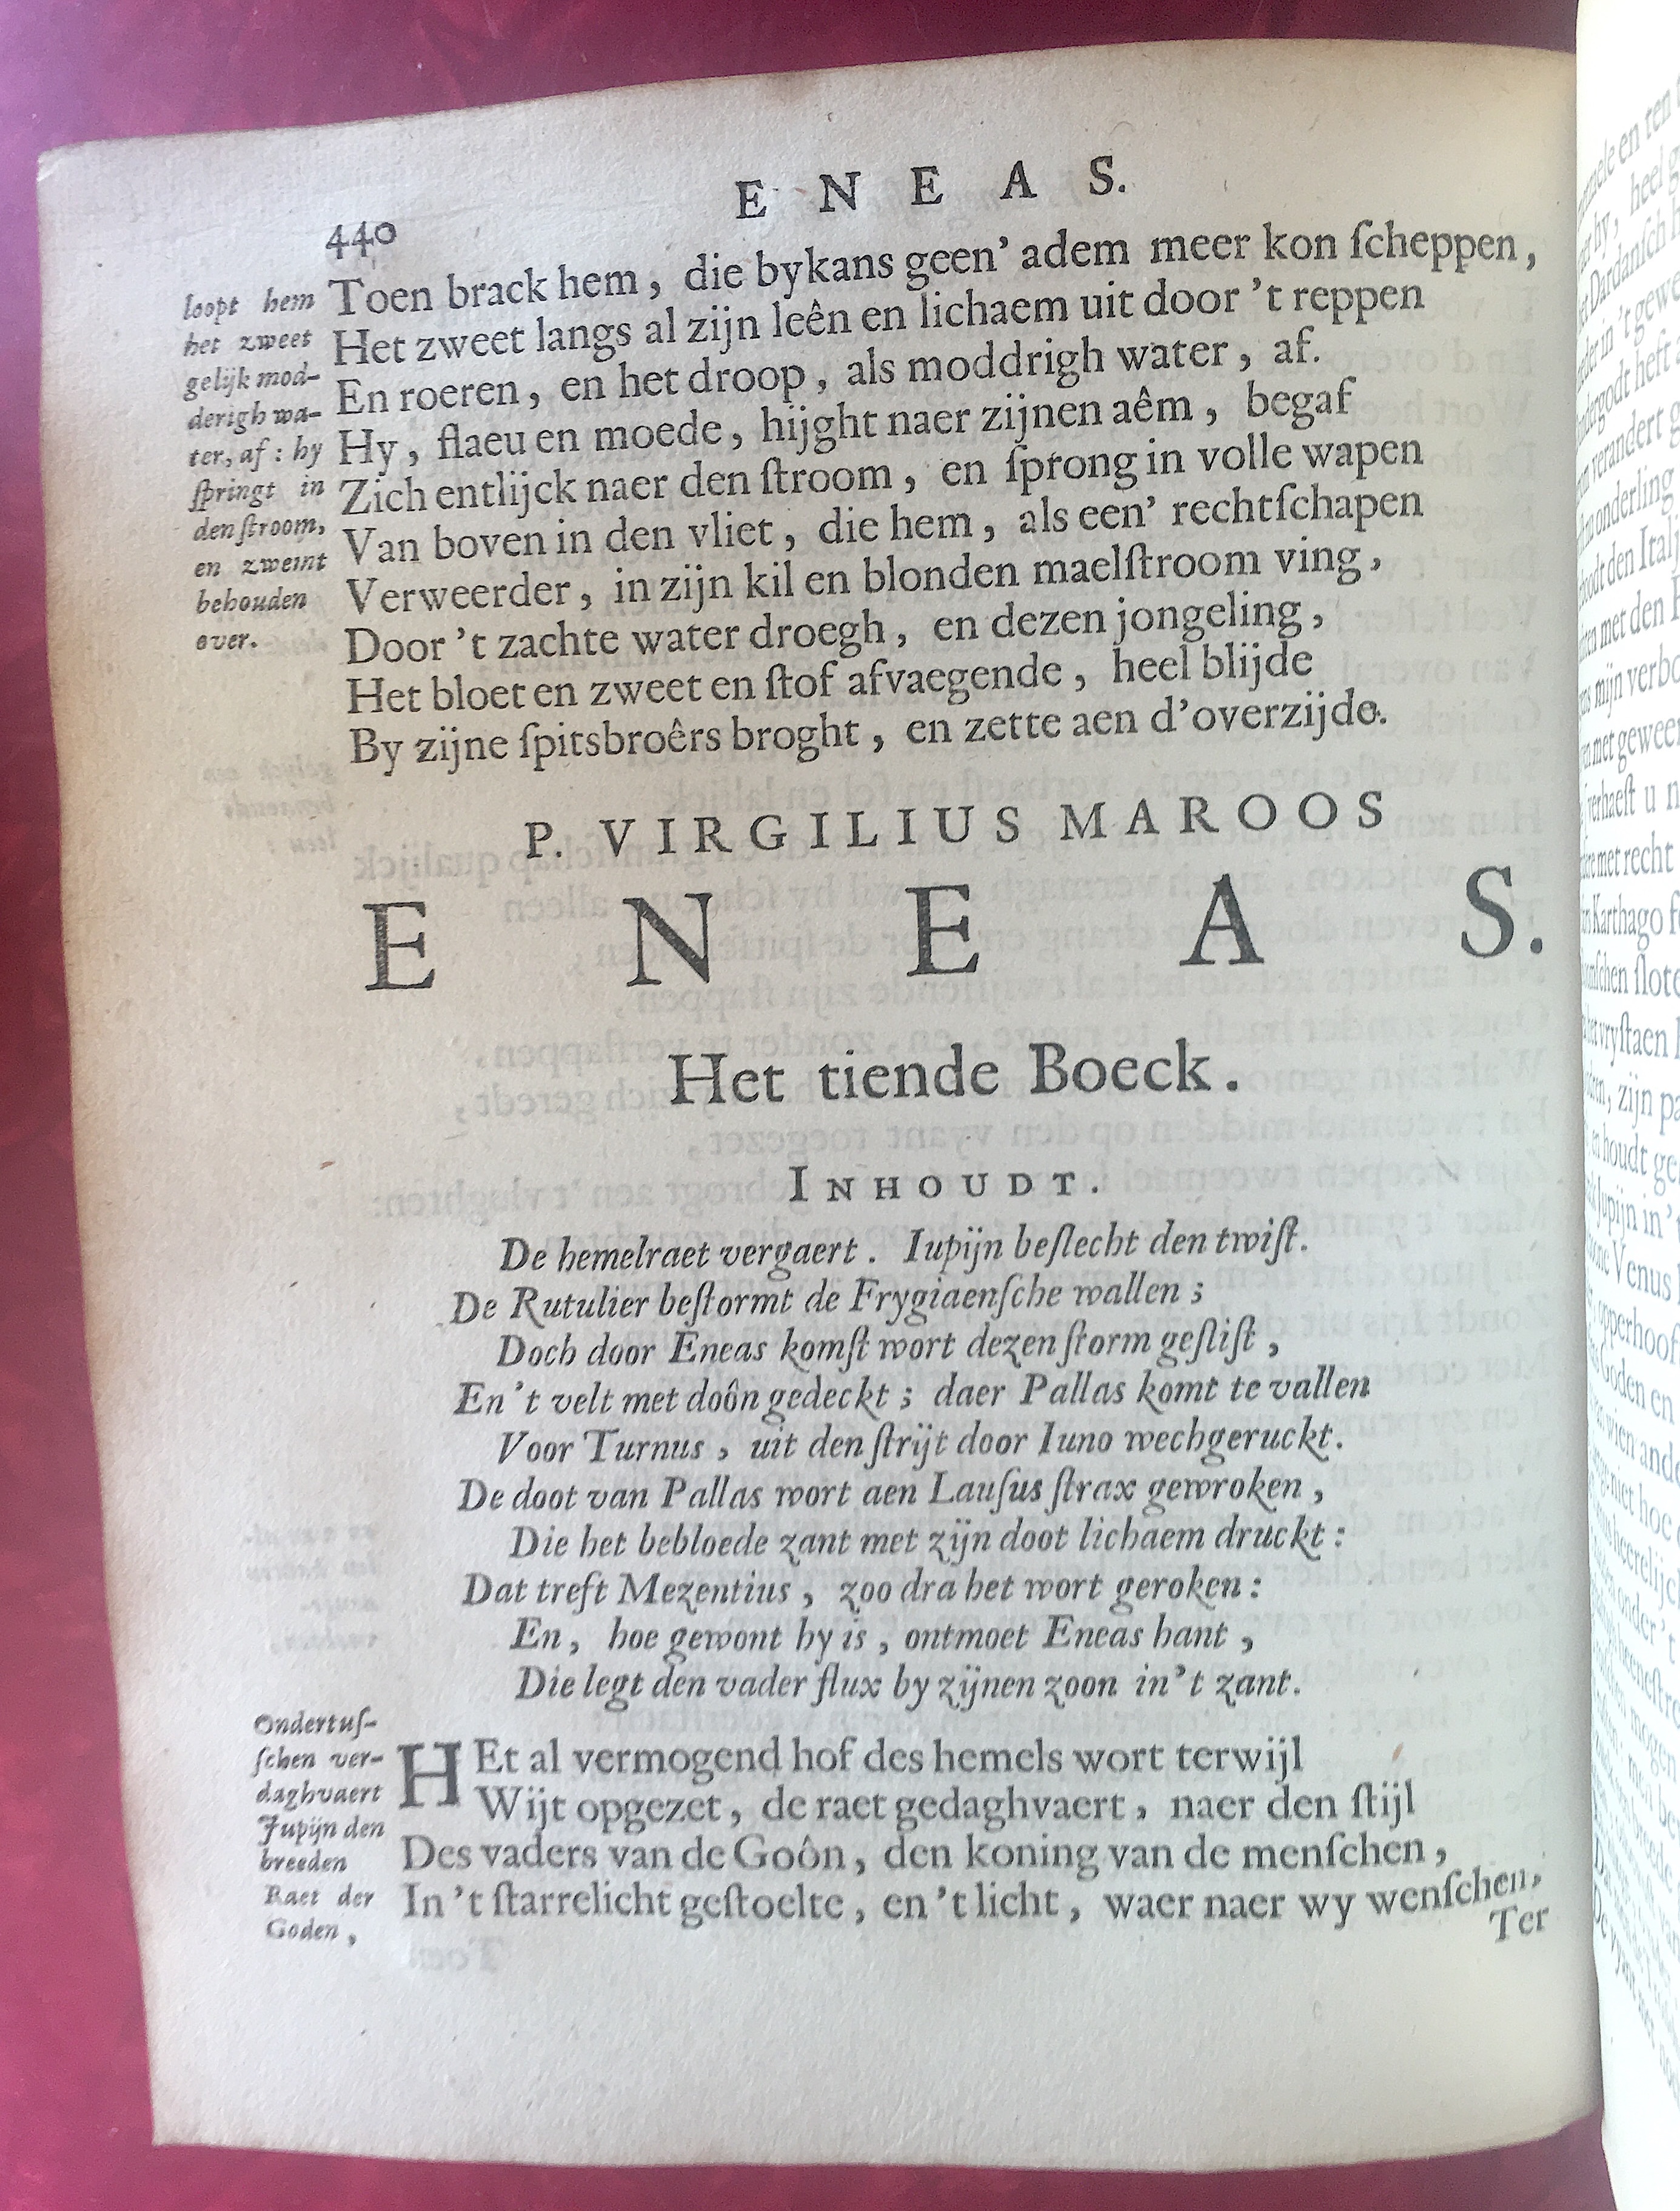 E N E A S.
440
Toen brack hem, die bykans geen' adem meer kon ſcheppen,
Het zweet langs al zijn leên en lichaem uit door 't reppen
En roeren, en het droop, als moddrigh water, af.
Hy, ſlaeu en moede, hijght naer zijnen aêm, begaf
Zich entlijck naer den ſtroom, en ſprong in volle wapen
Van boven in den vliet, die hem, als een' rechtſchapen
Verweerder, in zijn kil en blonden maelſtroom ving,
Door 't zachte water droegh, en dezen jongeling,
Het bloet en zweet en ſtof afvaegende, heel blijde
By zijne ſpitsbroêrs broght, en zette aen d'overzijde.
loopt hem
het zweet
gelijk mod-
derigh wa-
ter, af: hy
ſpringt in
den ſtroom,
en zwemt
behouden
over.
P. VIRGILIUS MAROOS
E N E A S.
Het tiende Boeck.
INHOUDT.
De hemelraet vergaert. Iupijn beſlecht den twiſt.
De Rutulier beſtormt de Frygiaenſche wallen;
Doch door Eneas komſt wort dezen ſtorm geſliſt,
En 't velt met doôn gedeckt; daer Pallas komt te vallen
Voor Turnus, uit den ſtrijt door Iuno wechgeruckt.
De doot van Pallas wort aen Lauſus ſtrax gewroken,
Die het bebloede zant met zijn doot lichaem druckt:
Dat treft Mezentius, zoo dra het wort geroken:
En, hoe gewont hy is, ontmoet Eneas hant,
Die legt den vader flux by zijnen zoon in 't zant.
Ondertuſ-
ſchen ver-
daghvaert
Jupijn den
breeden
Raet der
Goden,
HEt al vermogend hof des hemels wort terwijl
Wijt opgezet, de raet gedaghvaert, naer den ſtijl
Des vaders van de Goôn, den koning van de menſchen,
In 't ſtarrelicht geſtoelte, en 't licht, waer naer wy wenſchen,
Ter